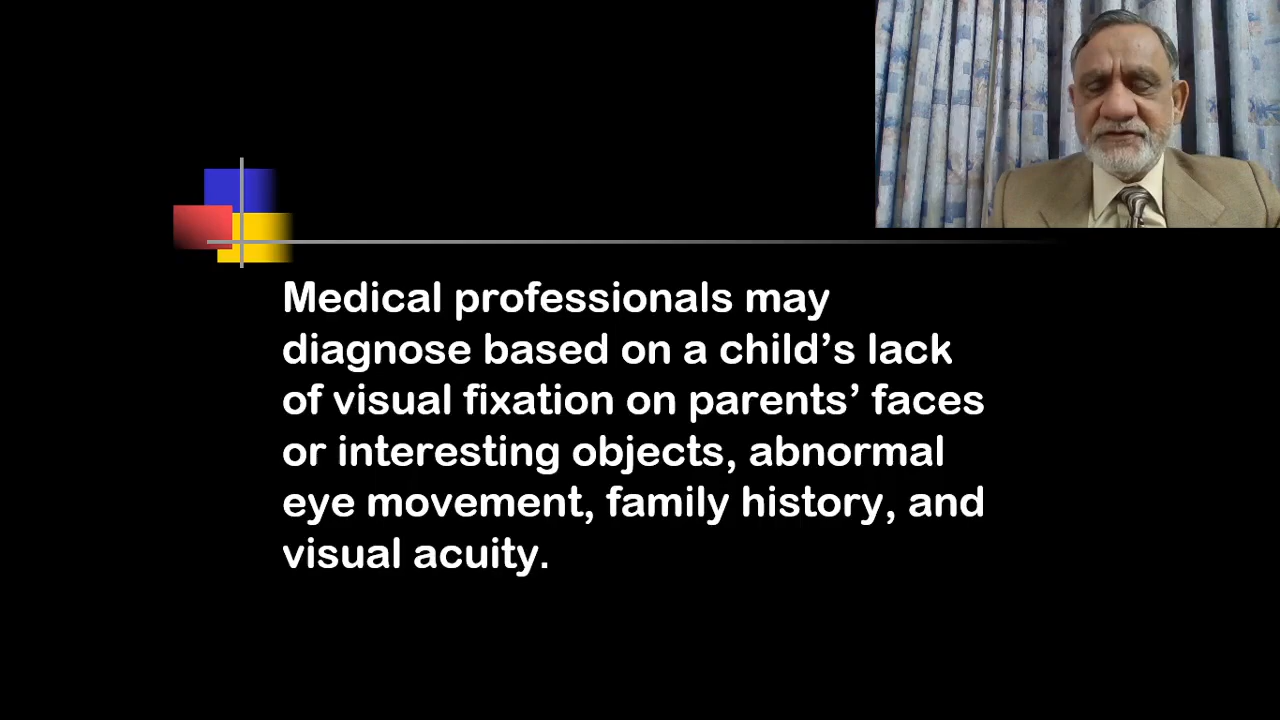 Medical professionals may
diagnose based on a child’s lack
of visual fixation on parents’ faces
or interesting objects, abnormal
eye movement, family history, and
visual acuity.